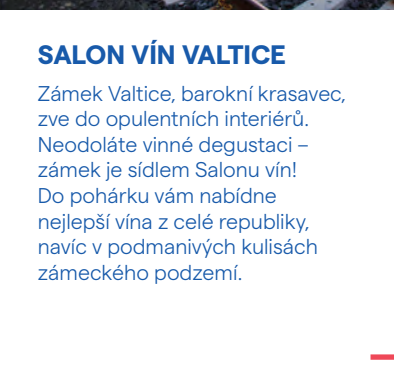 SALON VÍN VALTICE
Zámek Valtice, barokní krasavec,
zve do opulentních interiérů.
Neodoláte vinné degustaci –
zámek je sídlem Salonu vín!
Do pohárku vám nabídne
nejlepší vína z celé republiky,
navíc v podmanivých kulisách
zámeckého podzemí.